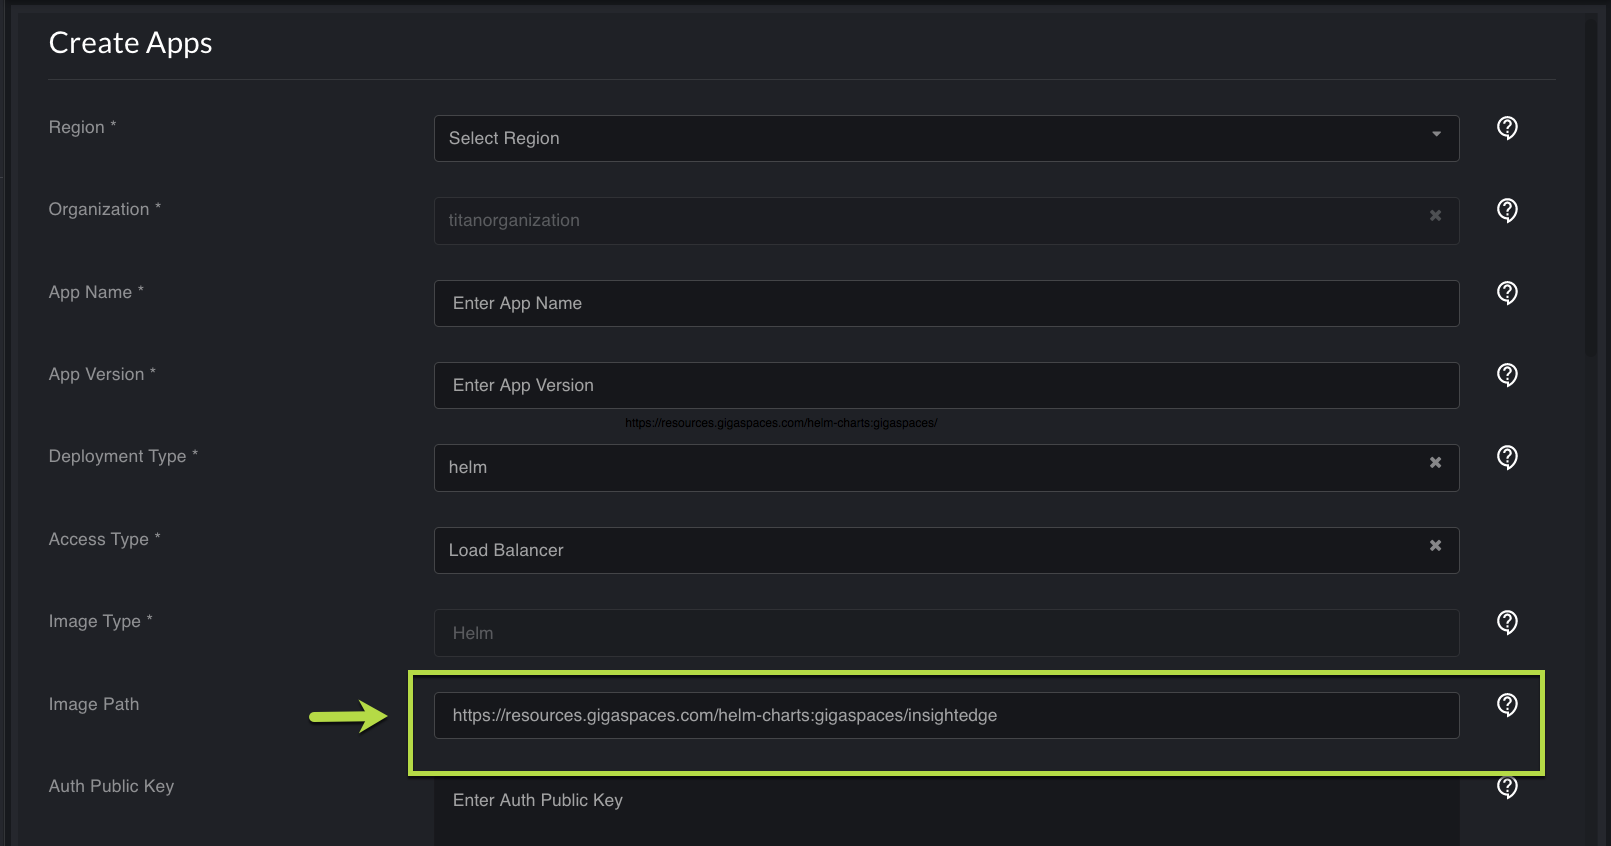 Create Apps
Region *
Select Region
Organization *
titanorganization
App Name *
Enter App Name
App Version *
Enter App Version
https://resources.gigaspaces.com/helm-charts:gigaspaces/
Deployment Type *
helm
Access Type *
Load Balancer
Image Type *
Helm
Image Path
https://resources.gigaspaces.com/helm-charts:gigaspaces/insightedge
Auth Public Key
Enter Auth Public Key